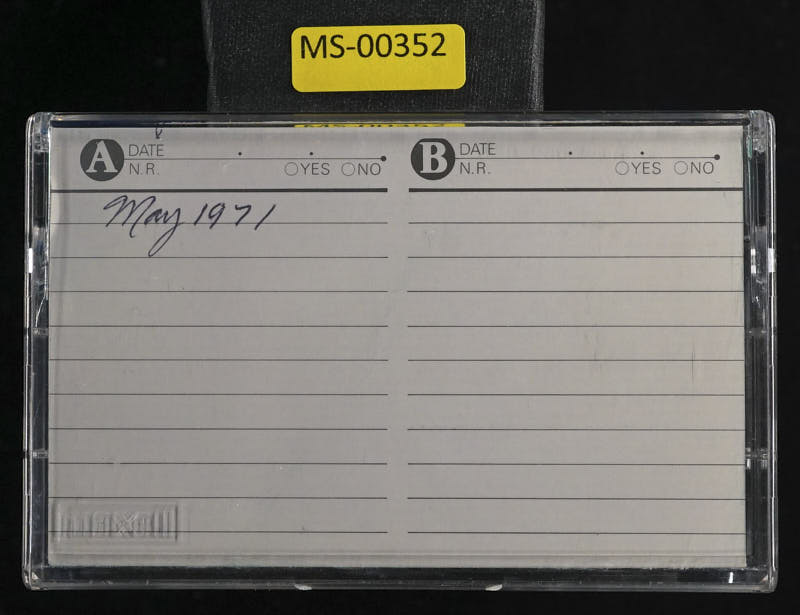 MS-00352
A DATE
N.R. ○YES ○NO
B DATE
N.R. ○YES ○NO
May 1971
maxell